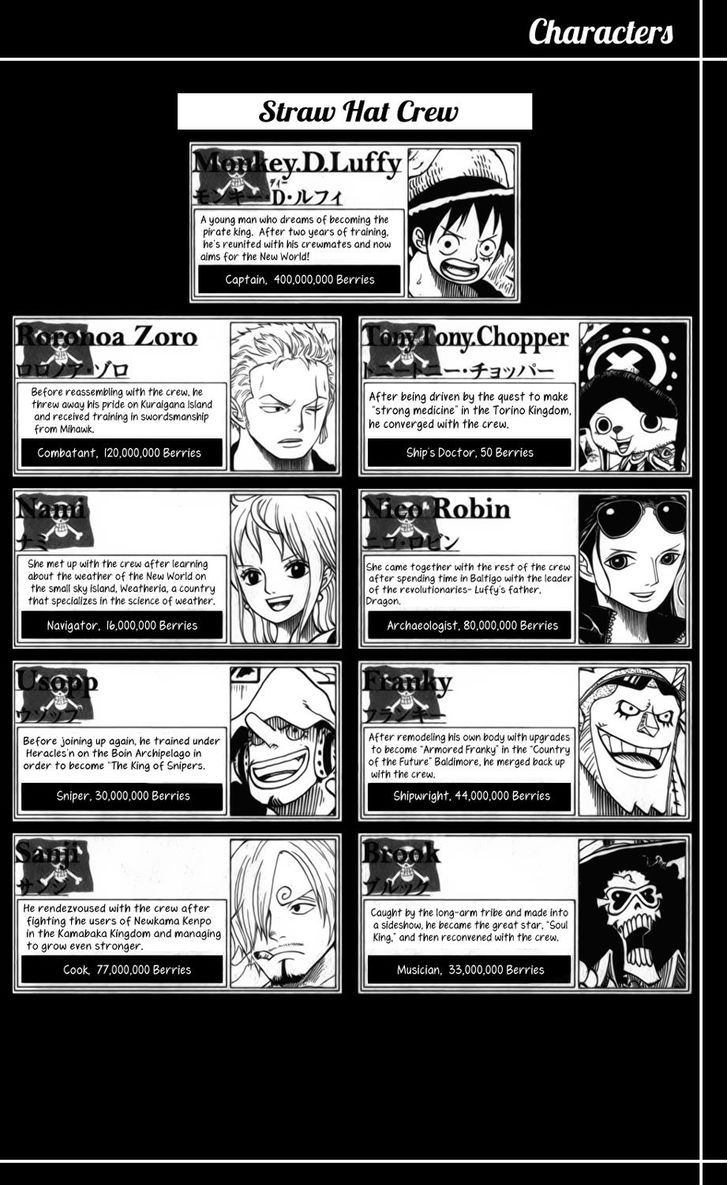 Characters
Straw Hat Crew
Monkey.D.Luffy
ディー
モンキー・D・ルフィ
A young man who dreams of becoming the
pirate king. After two years of training,
he's reunited with his crewmates and now
aims for the New World!
Captain, 400,000,000 Berries
Roronoa Zoro
ロロノア・ゾロ
Before reassembling with the crew, he
threw away his pride on Kuraigana Island
and received training in swordsmanship
from Mihawk.
Combatant, 120,000,000 Berries
TonyTony.Chopper
トニートニー・チョッパー
After being driven by the quest to make
"strong medicine" in the Torino Kingdom,
he converged with the crew.
Ship's Doctor, 50 Berries
Nami
ナミ
She met up with the crew after learning
about the weather of the New World on
the small sky island, Weatheria, a country
that specializes in the science of weather.
Navigator, 16,000,000 Berries
Nico Robin
ニコ・ロビン
She came together with the rest of the crew
after spending time in Baltigo with the leader
of the revolutionaries- Luffy's father,
Dragon.
Archaeologist, 80,000,000 Berries
Usopp
ウソップ
Before joining up again, he trained under
Heracles'n on the Boin Archipelago in
order to become "The King of Snipers.
Sniper, 30,000,000 Berries
Franky
フランキー
After remodeling his own body with upgrades
to become "Armored Franky" in the "Country
of the Future" Baldimore, he merged back up
with the crew.
Shipwright, 44,000,000 Berries
Sanji
サンジ
He rendezvoused with the crew after
fighting the users of Newkama Kenpo
in the Kamabaka Kingdom and managing
to grow even stronger.
Cook, 77,000,000 Berries
Brook
ブルック
Caught by the long-arm tribe and made into
a sideshow, he became the great star, "Soul
King," and then reconvened with the crew.
Musician, 33,000,000 Berries